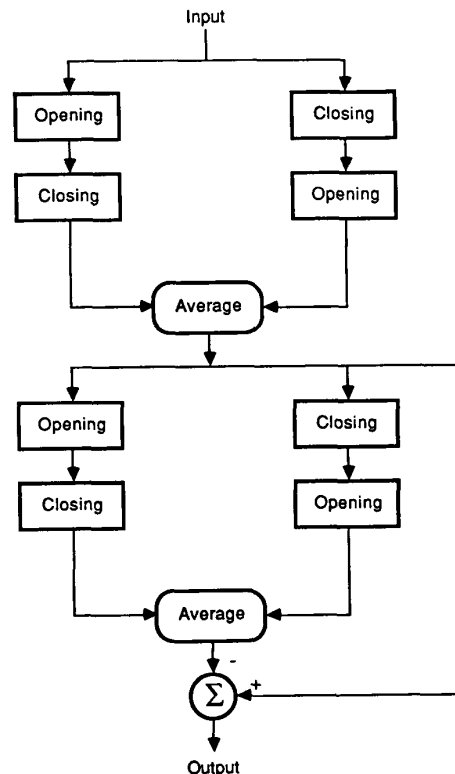 Input
Opening
Closing
Closing
Opening
Average
Opening
Closing
Closing
Opening
Average
-
Σ
+
Output